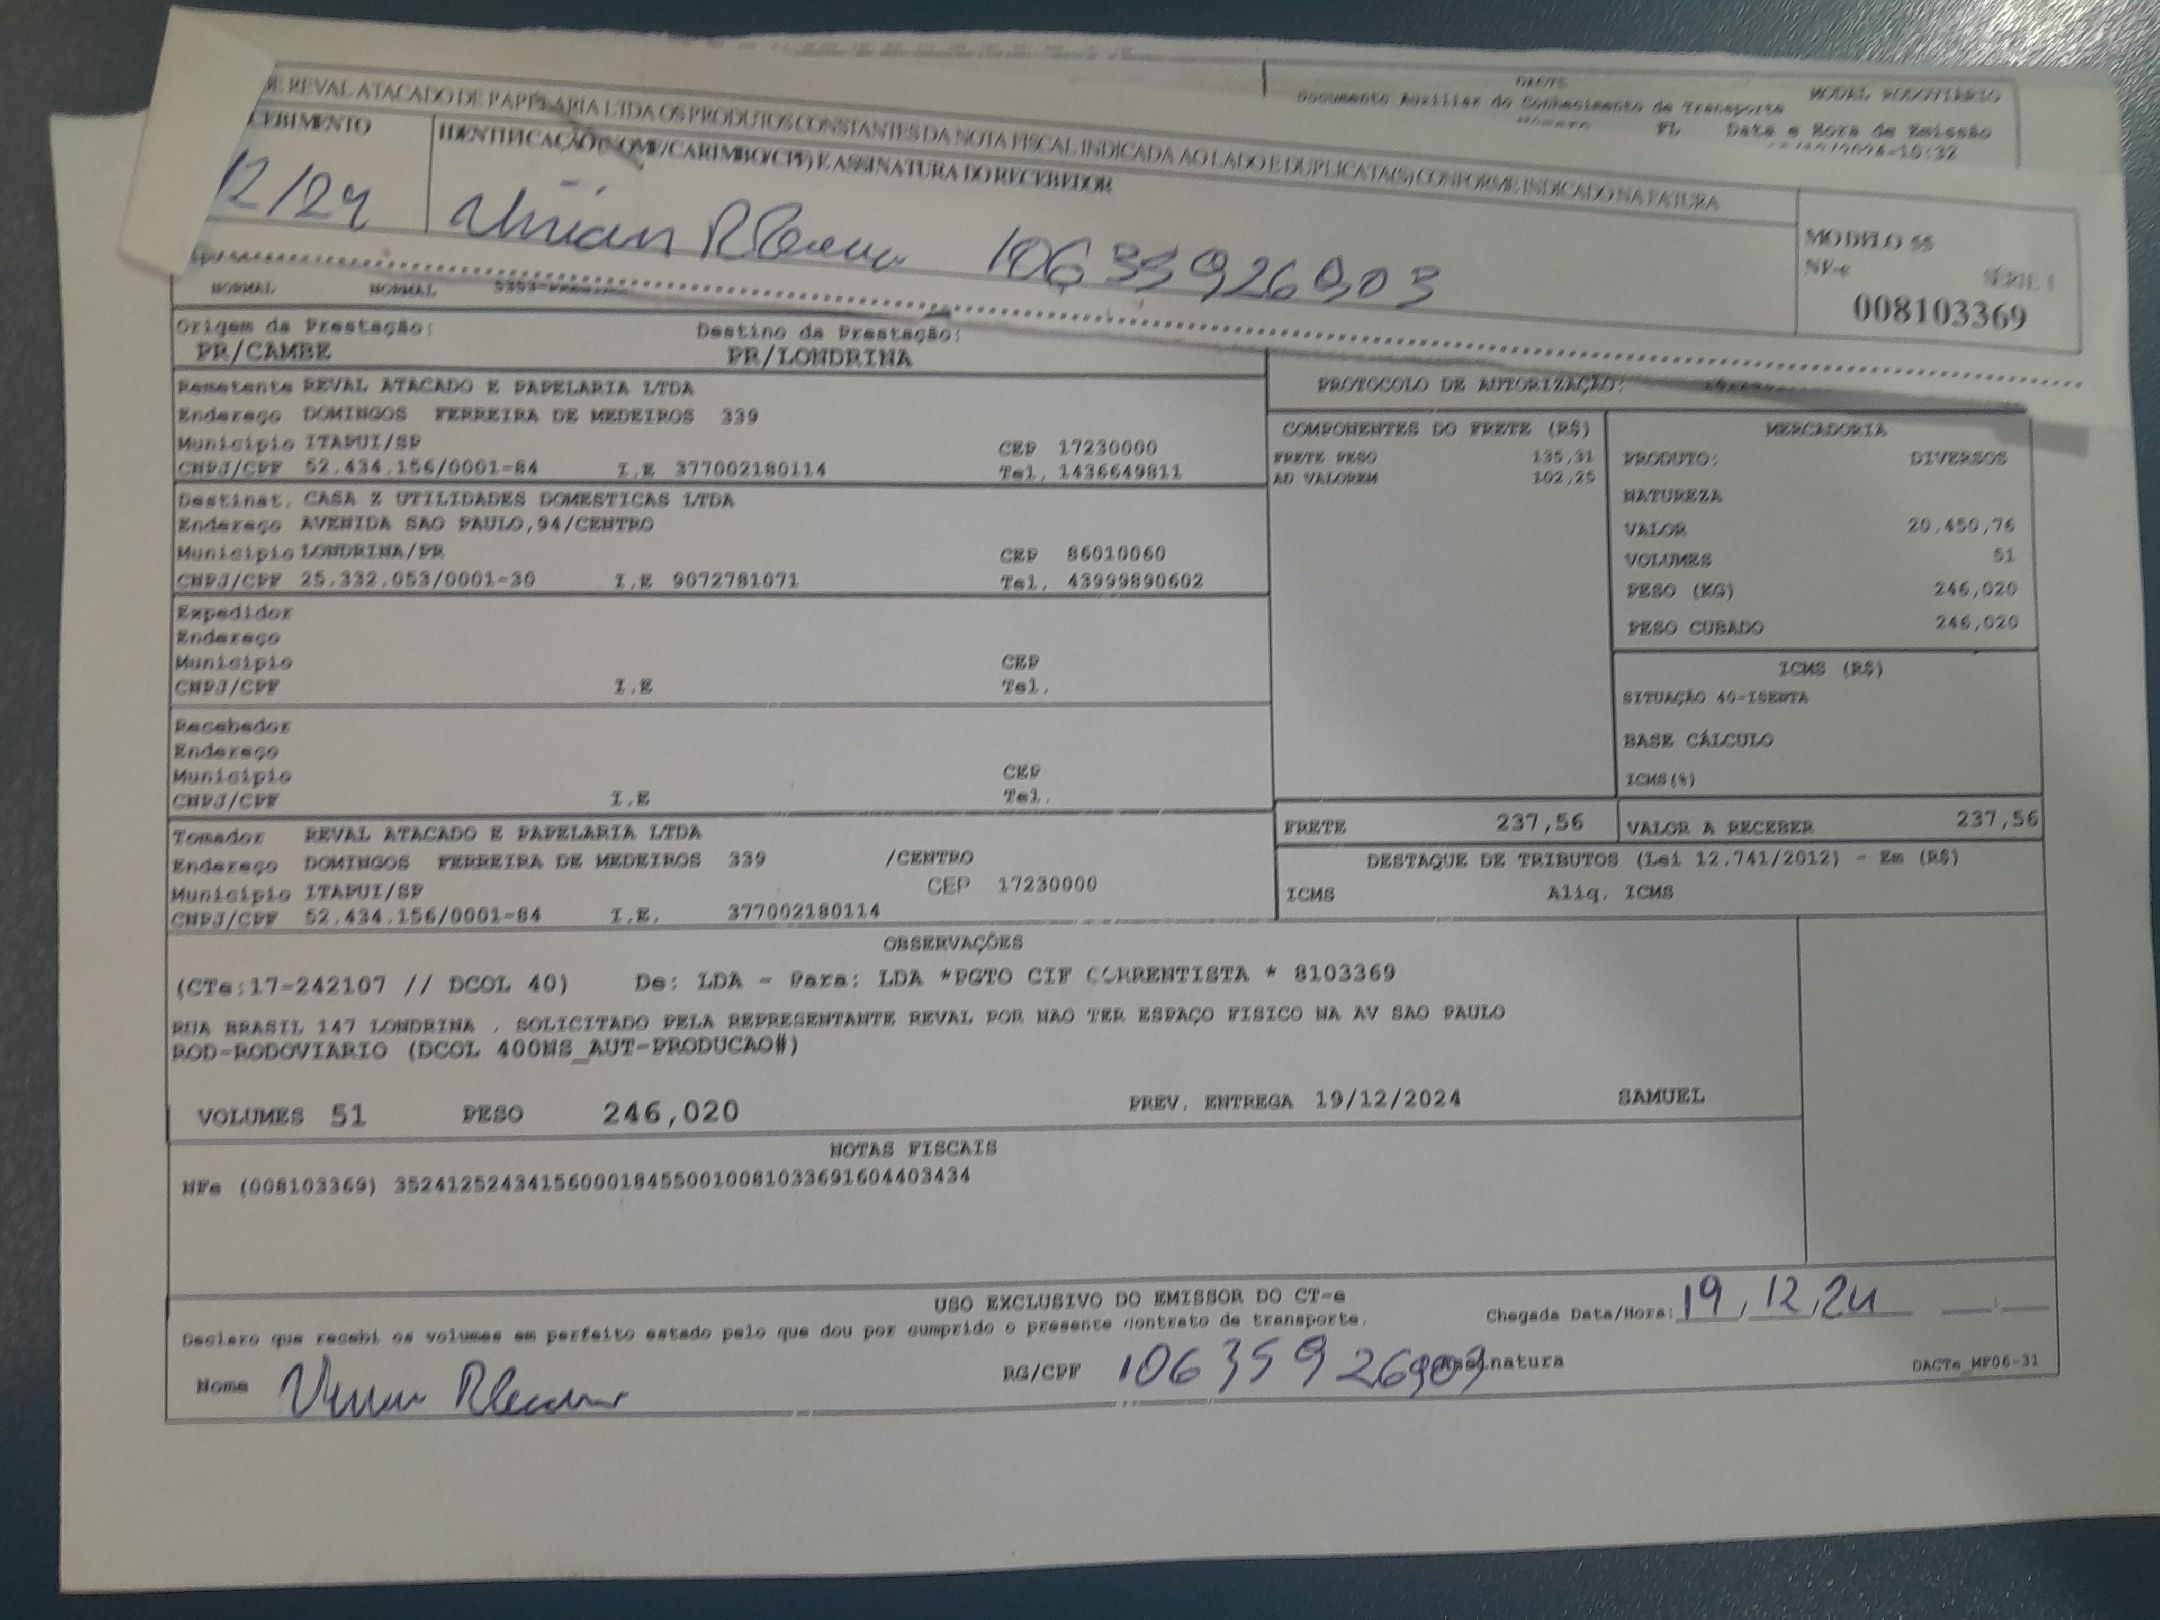 E REVAL ATACADO DE PAPELARIA LTDA OS PRODUTOS CONSTANTES DA NOTA FISCAL INDICADA AO LADO E DUPLICATA(S) CONFORME INDICADO NA FATURA
DACTE
MODAL RODOVIÁRIO
Documento Auxiliar do Conhecimento de Transporte
Número FL Data e Hora de Emissão
CEBIMENTO
IDENTIFICAÇÃO (NOME/CARIMBO/CPF) E ASSINATURA DO RECEBEDOR
12/24
10635926903
MODELO 55
NF-e SÉRIE 1
008103369
NORMAL NORMAL
Origem da Prestação: Destino da Prestação:
PR/CAMBE PR/LONDRINA
Remetente REVAL ATACADO E PAPELARIA LTDA
Endereço DOMINGOS FERREIRA DE MEDEIROS 339
Município ITAPUI/SP CEP 17230000
CNPJ/CPF 52.434.156/0001-84 I.E 377002180114 Tel. 1436649811
Destinat. CASA Z UTILIDADES DOMESTICAS LTDA
Endereço AVENIDA SAO PAULO,94/CENTRO
Município LONDRINA/PR CEP 86010060
CNPJ/CPF 25.332.053/0001-30 I.E 9072781071 Tel. 43999890602
Expedidor
Endereço
Município CEP
CNPJ/CPF I.E Tel.
Recebedor
Endereço
Município CEP
CNPJ/CPF I.E Tel.
Tomador REVAL ATACADO E PAPELARIA LTDA
Endereço DOMINGOS FERREIRA DE MEDEIROS 339 /CENTRO
Município ITAPUI/SP CEP 17230000
CNPJ/CPF 52.434.156/0001-84 I.E. 377002180114
PROTOCOLO DE AUTORIZAÇÃO:
COMPONENTES DO FRETE (R$)
FRETE PESO 135,31
AD VALOREM 102,25
MERCADORIA
PRODUTO: DIVERSOS
NATUREZA
VALOR 20.450,76
VOLUMES 51
PESO (KG) 246,020
PESO CUBADO 246,020
ICMS (R$)
SITUAÇÃO 40-ISENTA
BASE CÁLCULO
ICMS(%)
FRETE 237,56 VALOR A RECEBER 237,56
DESTAQUE DE TRIBUTOS (Lei 12.741/2012) - Em (R$)
ICMS Aliq. ICMS
OBSERVAÇÕES
(CTe:17-242107 // DCOL 40) De: LDA - Para: LDA *PGTO CIF CORRENTISTA * 8103369
RUA BRASIL 147 LONDRINA . SOLICITADO PELA REPRESENTANTE REVAL POR NAO TER ESPAÇO FISICO NA AV SAO PAULO
ROD-RODOVIARIO (DCOL 400NS_AUT-PRODUCAO#)
VOLUMES 51 PESO 246,020 PREV. ENTREGA 19/12/2024 SAMUEL
NOTAS FISCAIS
NFe (008103369) 35241252434156000184550010081033691604403434
USO EXCLUSIVO DO EMISSOR DO CT-e
Declaro que recebi os volumes em perfeito estado pelo que dou por cumprido o presente contrato de transporte.
Chegada Data/Hora: 19/12/24
Nome RG/CPF 10635926903 Assinatura
DACTe_MF06-31